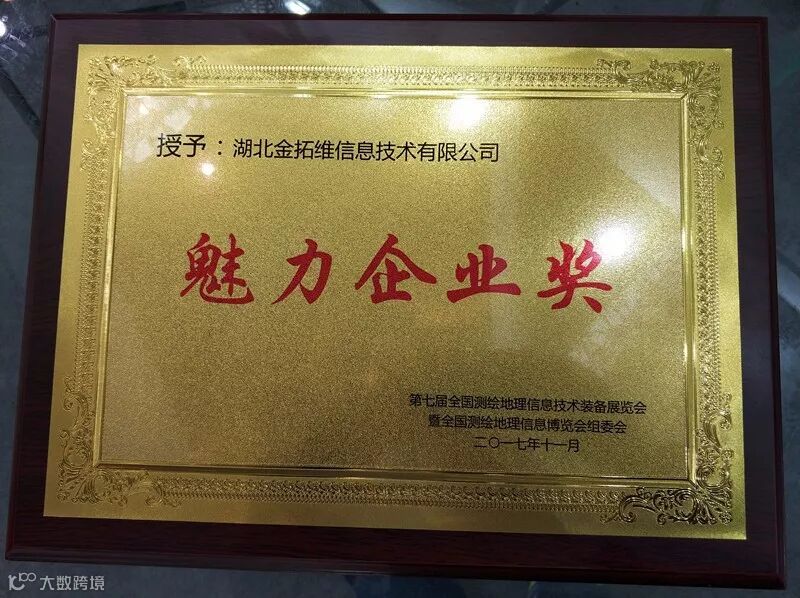 授予：湖北金拓维信息技术有限公司
魅力企业奖
第七届全国测绘地理信息技术装备展览会
暨全国测绘地理信息博览会组委会
二〇一七年十一月
大数跨境